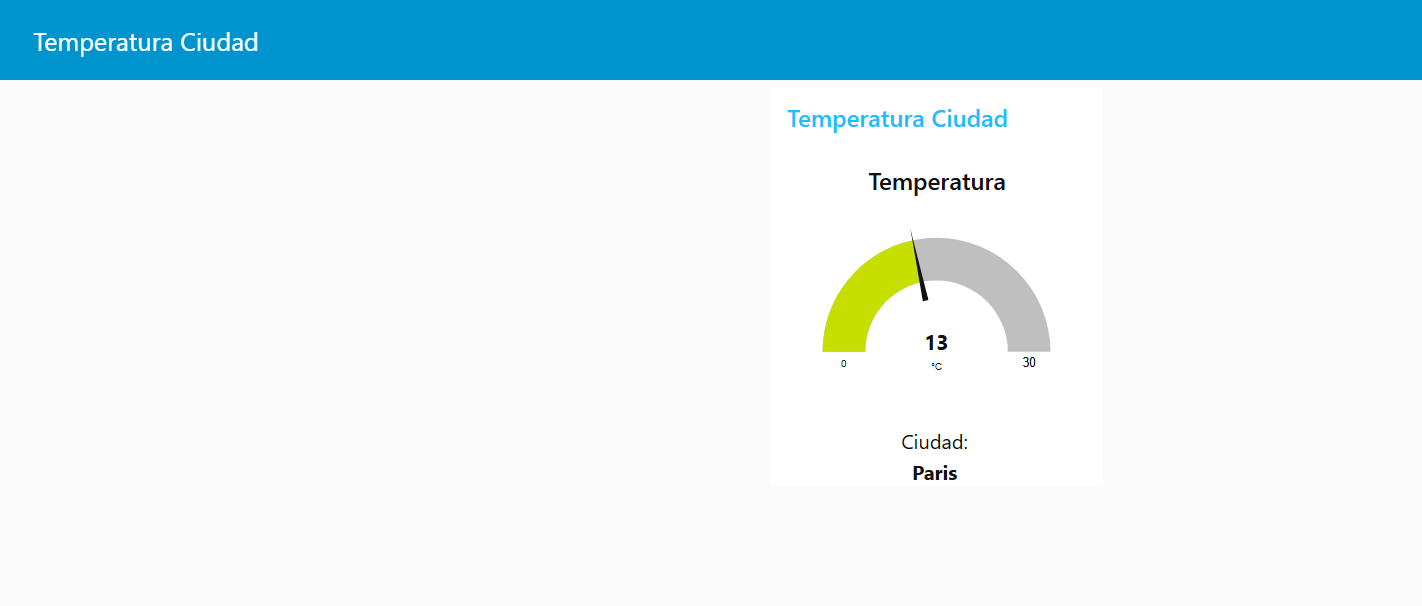 Temperatura Ciudad
Temperatura Ciudad
Temperatura
13
0 °C 30
Ciudad:
Paris